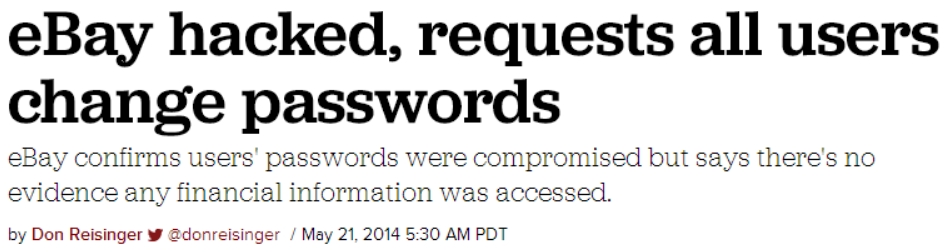 eBay hacked, requests all users
change passwords
eBay confirms users' passwords were compromised but says there's no
evidence any financial information was accessed.
by Don Reisinger @donreisinger / May 21, 2014 5:30 AM PDT